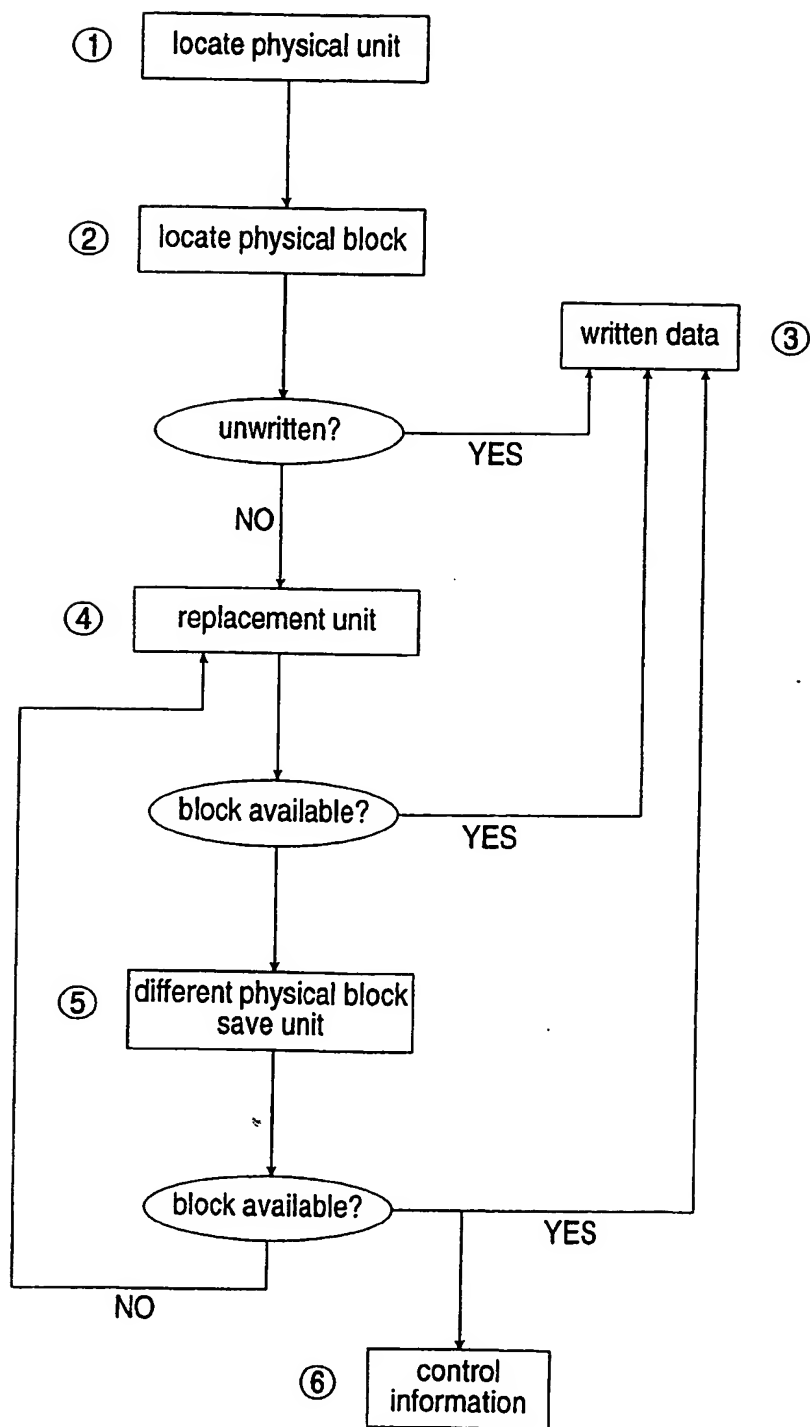 ① locate physical unit
② locate physical block
written data ③
unwritten?
YES
NO
④ replacement unit
block available?
YES
⑤ different physical block
save unit
block available?
YES
NO
⑥ control
information